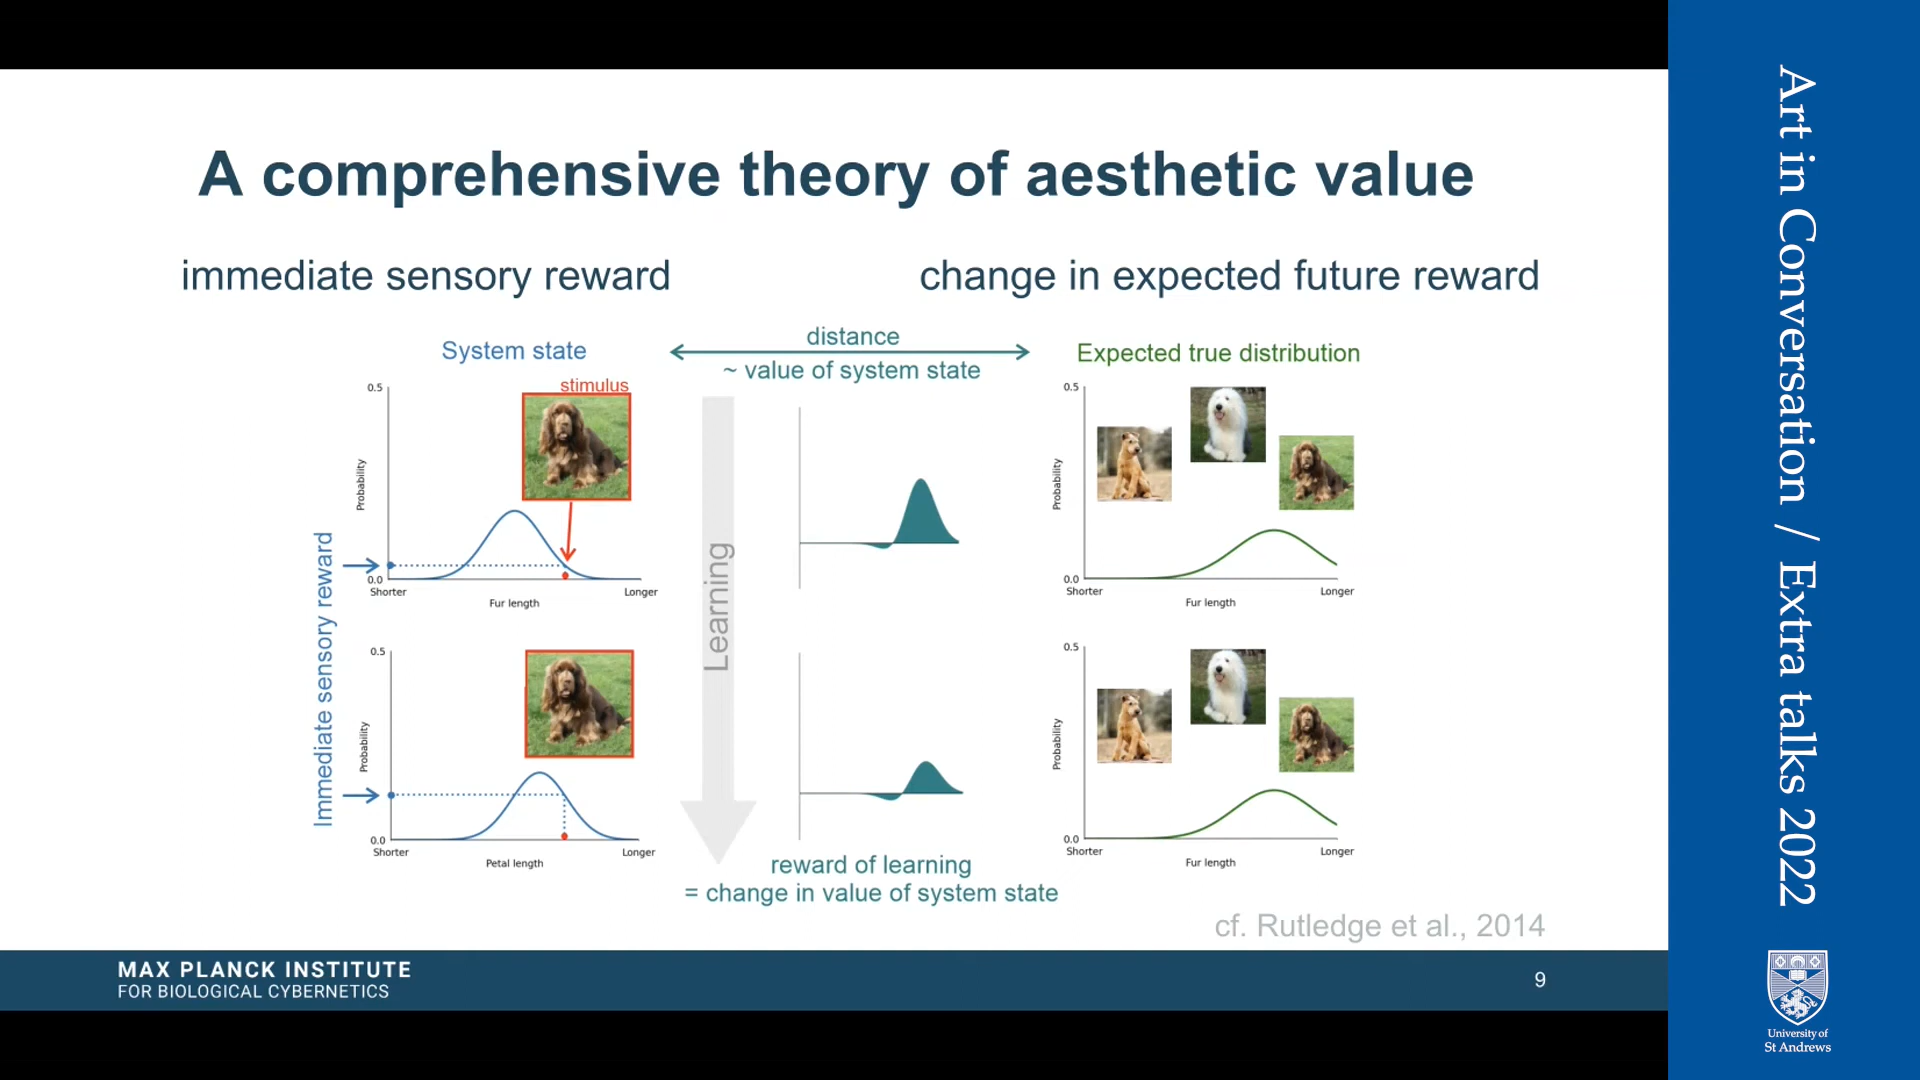 A comprehensive theory of aesthetic value
immediate sensory reward
change in expected future reward
System state
distance
~ value of system state
Expected true distribution
stimulus
0.5
Probability
0.0
Shorter
Fur length
Longer
0.5
Probability
0.0
Shorter
Fur length
Longer
Immediate sensory reward
Learning
0.5
Probability
0.0
Shorter
Petal length
Longer
0.5
Probability
0.0
Shorter
Fur length
Longer
reward of learning
= change in value of system state
cf. Rutledge et al., 2014
MAX PLANCK INSTITUTE
FOR BIOLOGICAL CYBERNETICS
9
Art in Conversation / Extra talks 2022
University of
St Andrews